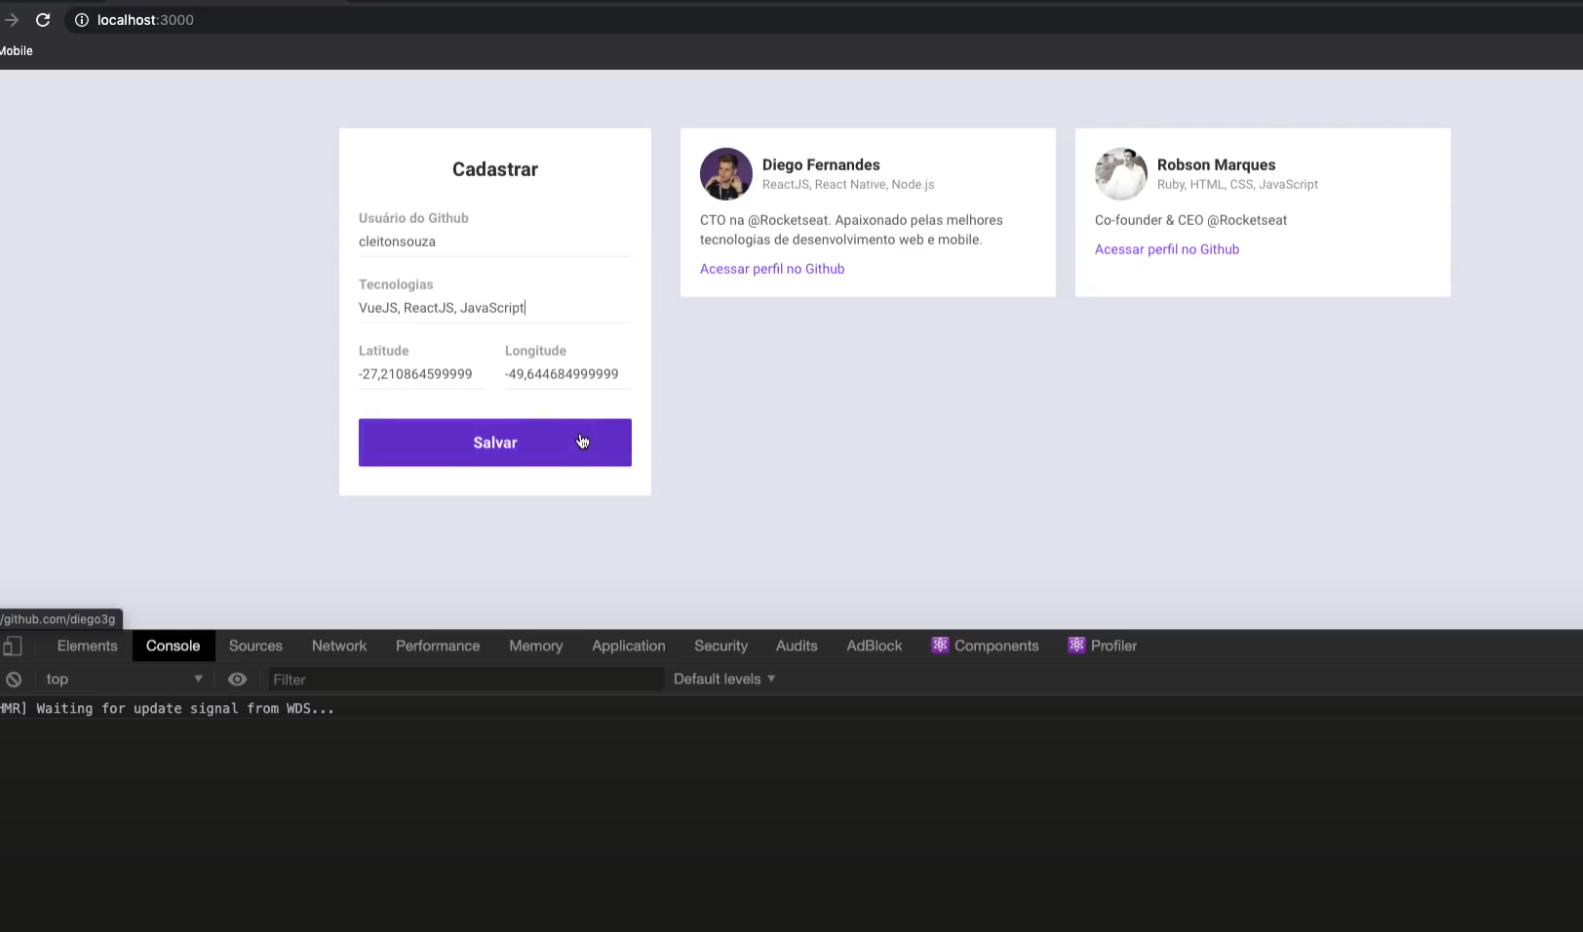 localhost:3000
Mobile
Cadastrar
Usuário do Github
cleitonsouza
Tecnologias
VueJS, ReactJS, JavaScript
Latitude
Longitude
-27,210864599999
-49,644684999999
Salvar
Diego Fernandes
ReactJS, React Native, Node.js
CTO na @Rocketseat. Apaixonado pelas melhores
tecnologias de desenvolvimento web e mobile.
Acessar perfil no Github
Robson Marques
Ruby, HTML, CSS, JavaScript
Co-founder & CEO @Rocketseat
Acessar perfil no Github
/github.com/diego3g
Elements Console Sources Network Performance Memory Application Security Audits AdBlock Components Profiler
top Filter Default levels
HMR] Waiting for update signal from WDS...